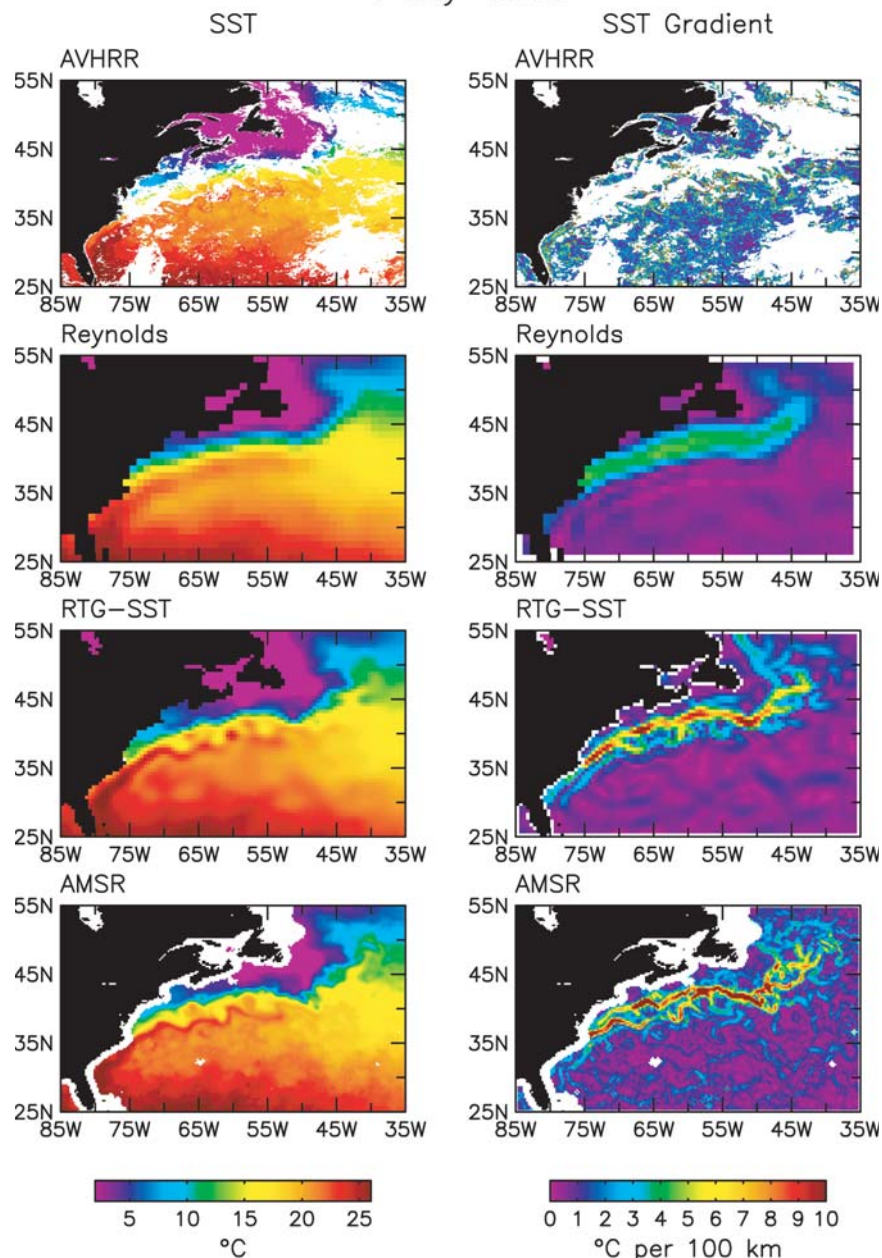 SST SST Gradient
AVHRR AVHRR
55N 55N
45N 45N
35N 35N
25N 25N
85W 75W 65W 55W 45W 35W 85W 75W 65W 55W 45W 35W
Reynolds Reynolds
55N 55N
45N 45N
35N 35N
25N 25N
85W 75W 65W 55W 45W 35W 85W 75W 65W 55W 45W 35W
RTG-SST RTG-SST
55N 55N
45N 45N
35N 35N
25N 25N
85W 75W 65W 55W 45W 35W 85W 75W 65W 55W 45W 35W
AMSR AMSR
55N 55N
45N 45N
35N 35N
25N 25N
85W 75W 65W 55W 45W 35W 85W 75W 65W 55W 45W 35W
5 10 15 20 25 0 1 2 3 4 5 6 7 8 9 10
°C °C per 100 km